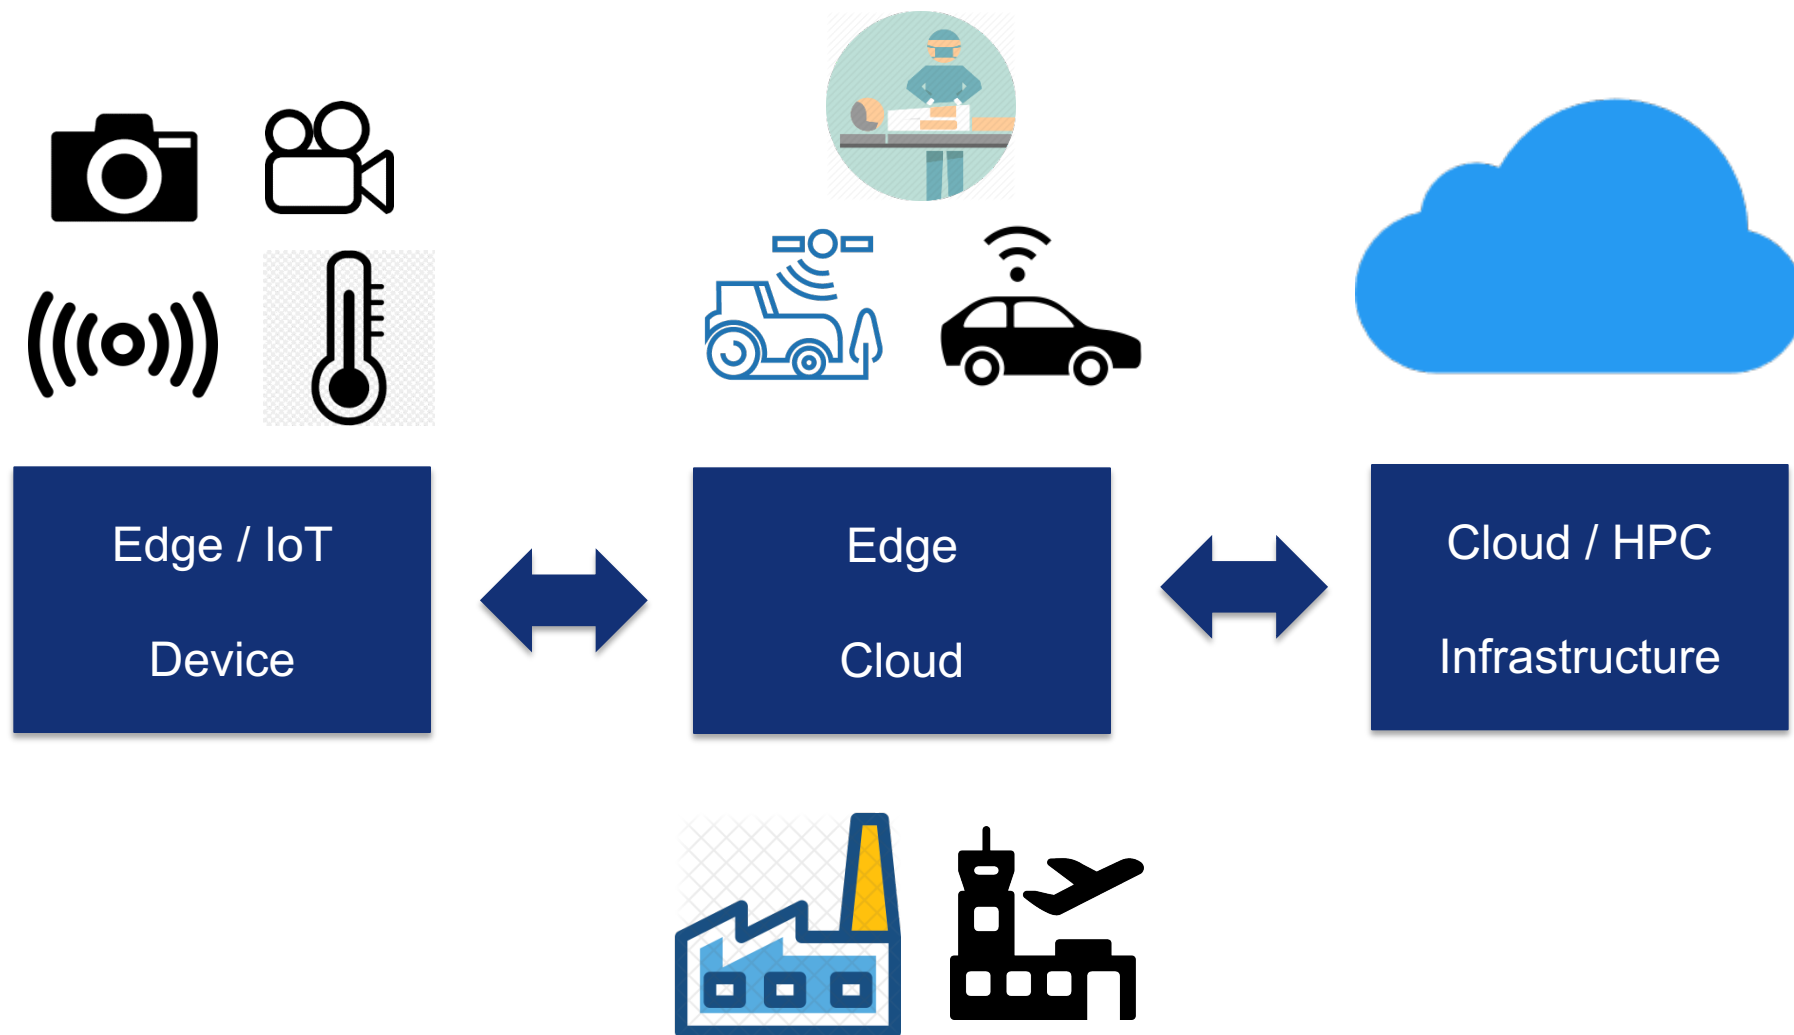 Edge / IoT
Device
Edge
Cloud
Cloud / HPC
Infrastructure